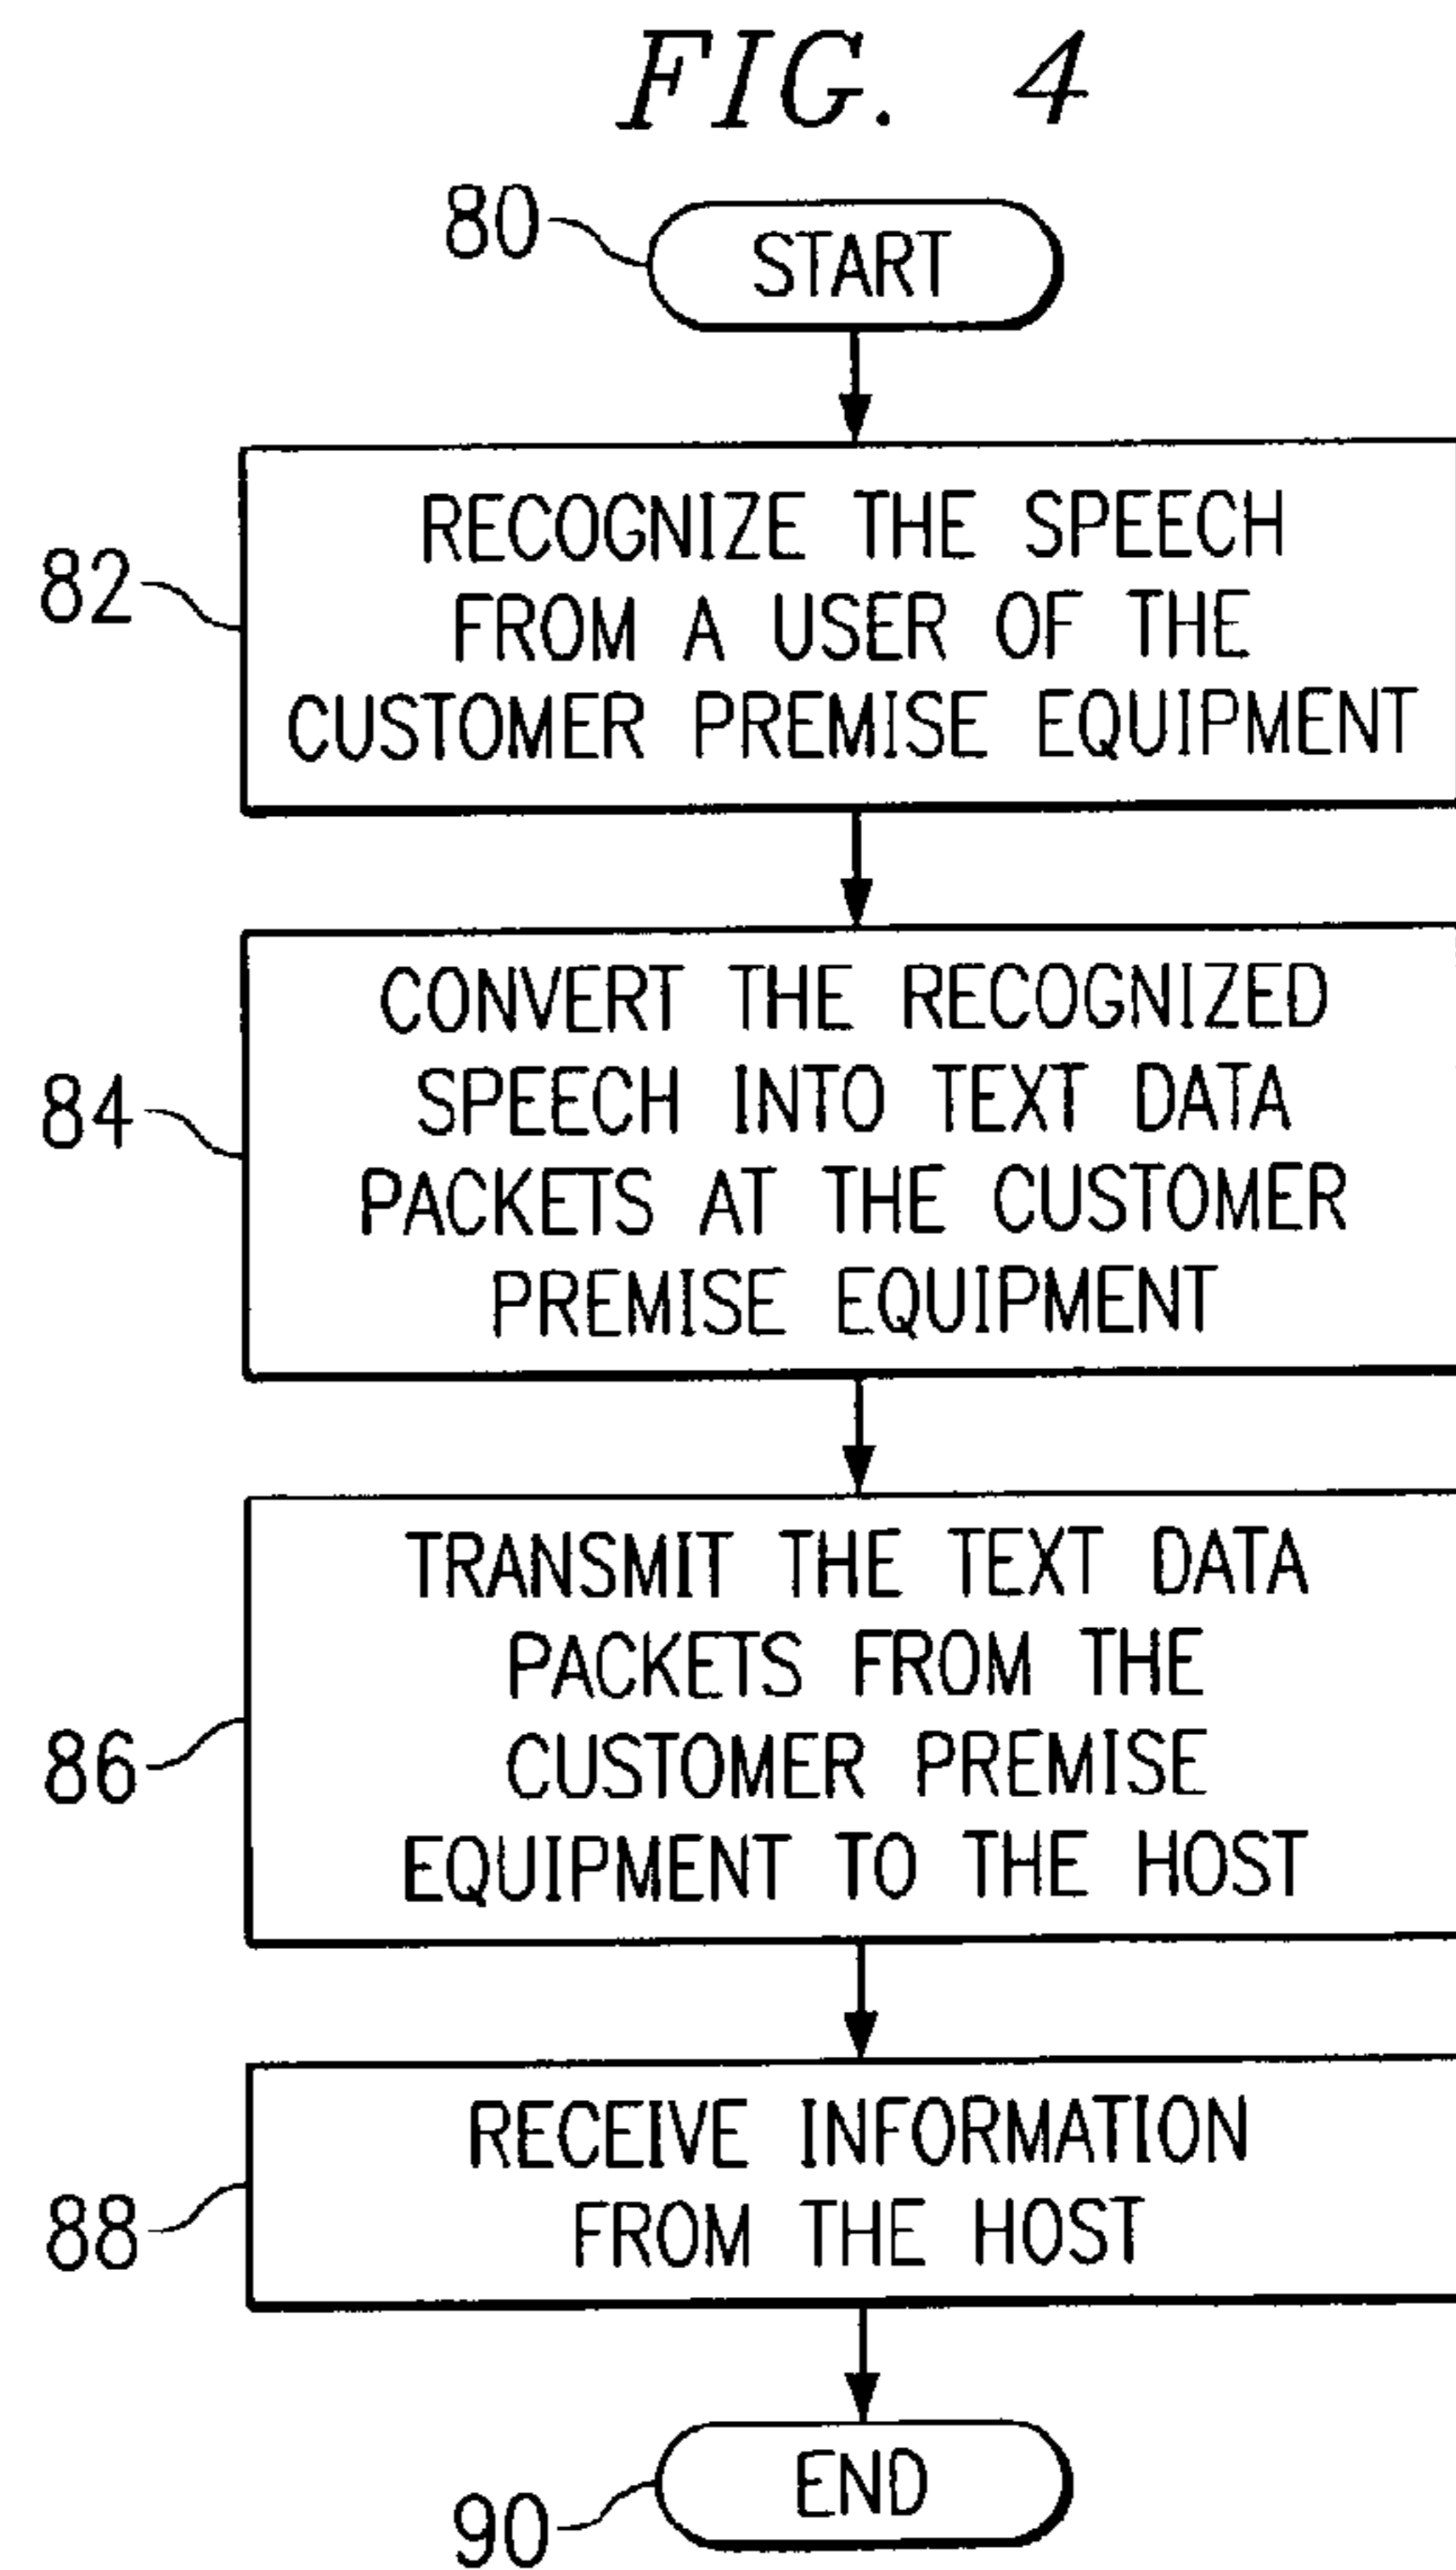 FIG. 4
80
START
82
RECOGNIZE THE SPEECH
FROM A USER OF THE
CUSTOMER PREMISE EQUIPMENT
84
CONVERT THE RECOGNIZED
SPEECH INTO TEXT DATA
PACKETS AT THE CUSTOMER
PREMISE EQUIPMENT
86
TRANSMIT THE TEXT DATA
PACKETS FROM THE
CUSTOMER PREMISE
EQUIPMENT TO THE HOST
88
RECEIVE INFORMATION
FROM THE HOST
END
90